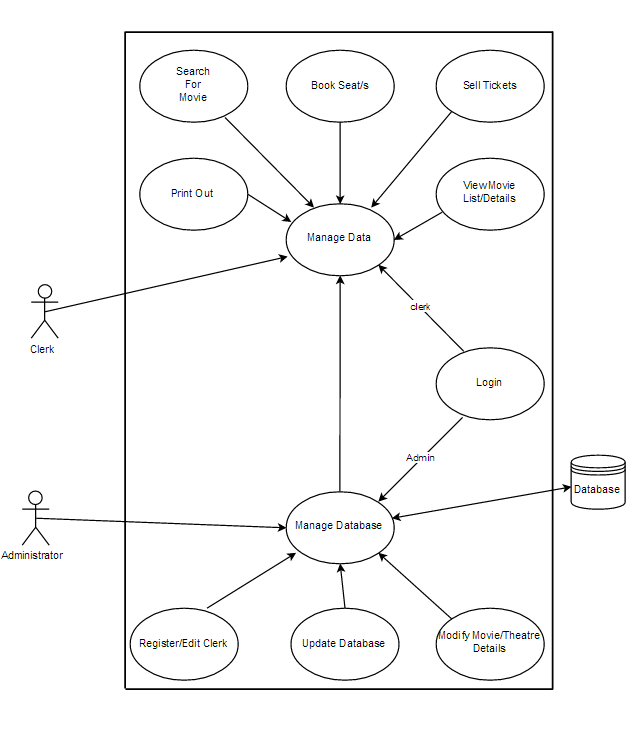 Search
For
Movie
Book Seat/s
Sell Tickets
Print Out
View Movie
List/Details
Manage Data
clerk
Clerk
Login
Admin
Database
Manage Database
Administrator
Register/Edit Clerk
Update Database
Modify Movie/Theatre
Details